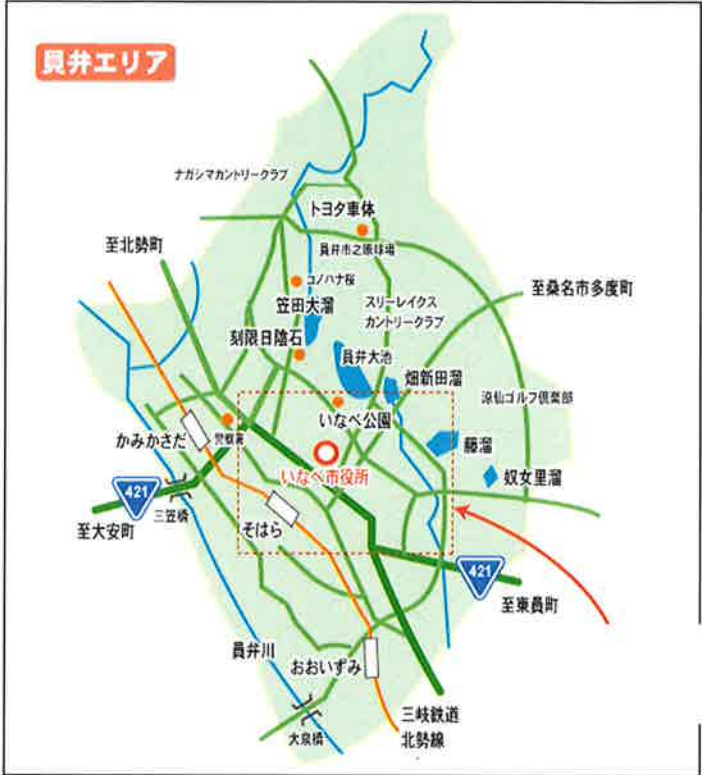 員井エリア
ナガシマカントリークラブ
トヨタ車体
員井市之原球場
至北勢町
コノハナ桜
笠田大溜
スリーレイクス
カントリークラブ
至桑名市多度町
刻限日陰石
員井大池
畑新田溜
涼仙ゴルフ倶楽部
いなべ公園
かみかさだ
警察署
藤溜
いなべ市役所
奴女里溜
421
三笠橋
至大安町
そはら
421
至東員町
員井川
おおいずみ
三岐鉄道
北勢線
大泉橋